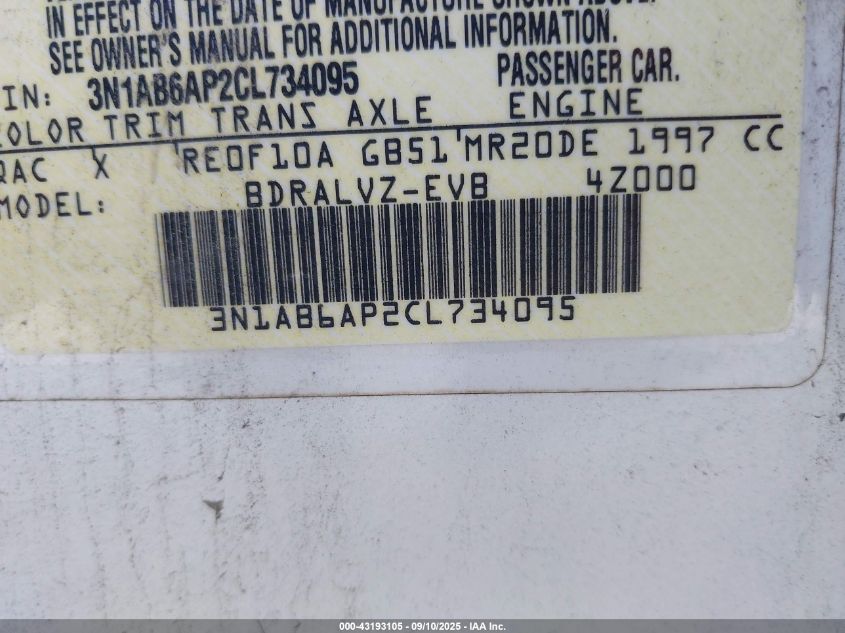 IN EFFECT ON THE DATE OF MANUFACTURE SHOWN ABOVE.
SEE OWNER'S MANUAL FOR ADDITIONAL INFORMATION.
IN: 3N1AB6AP2CL734095 PASSENGER CAR.
COLOR TRIM TRANS AXLE ENGINE
QAC X RE0F10A GB51 MR20DE 1997 CC
MODEL: BDRALVZ-EVB 4Z000
3N1AB6AP2CL734095
000-43193105 - 09/10/2025 - IAA Inc.